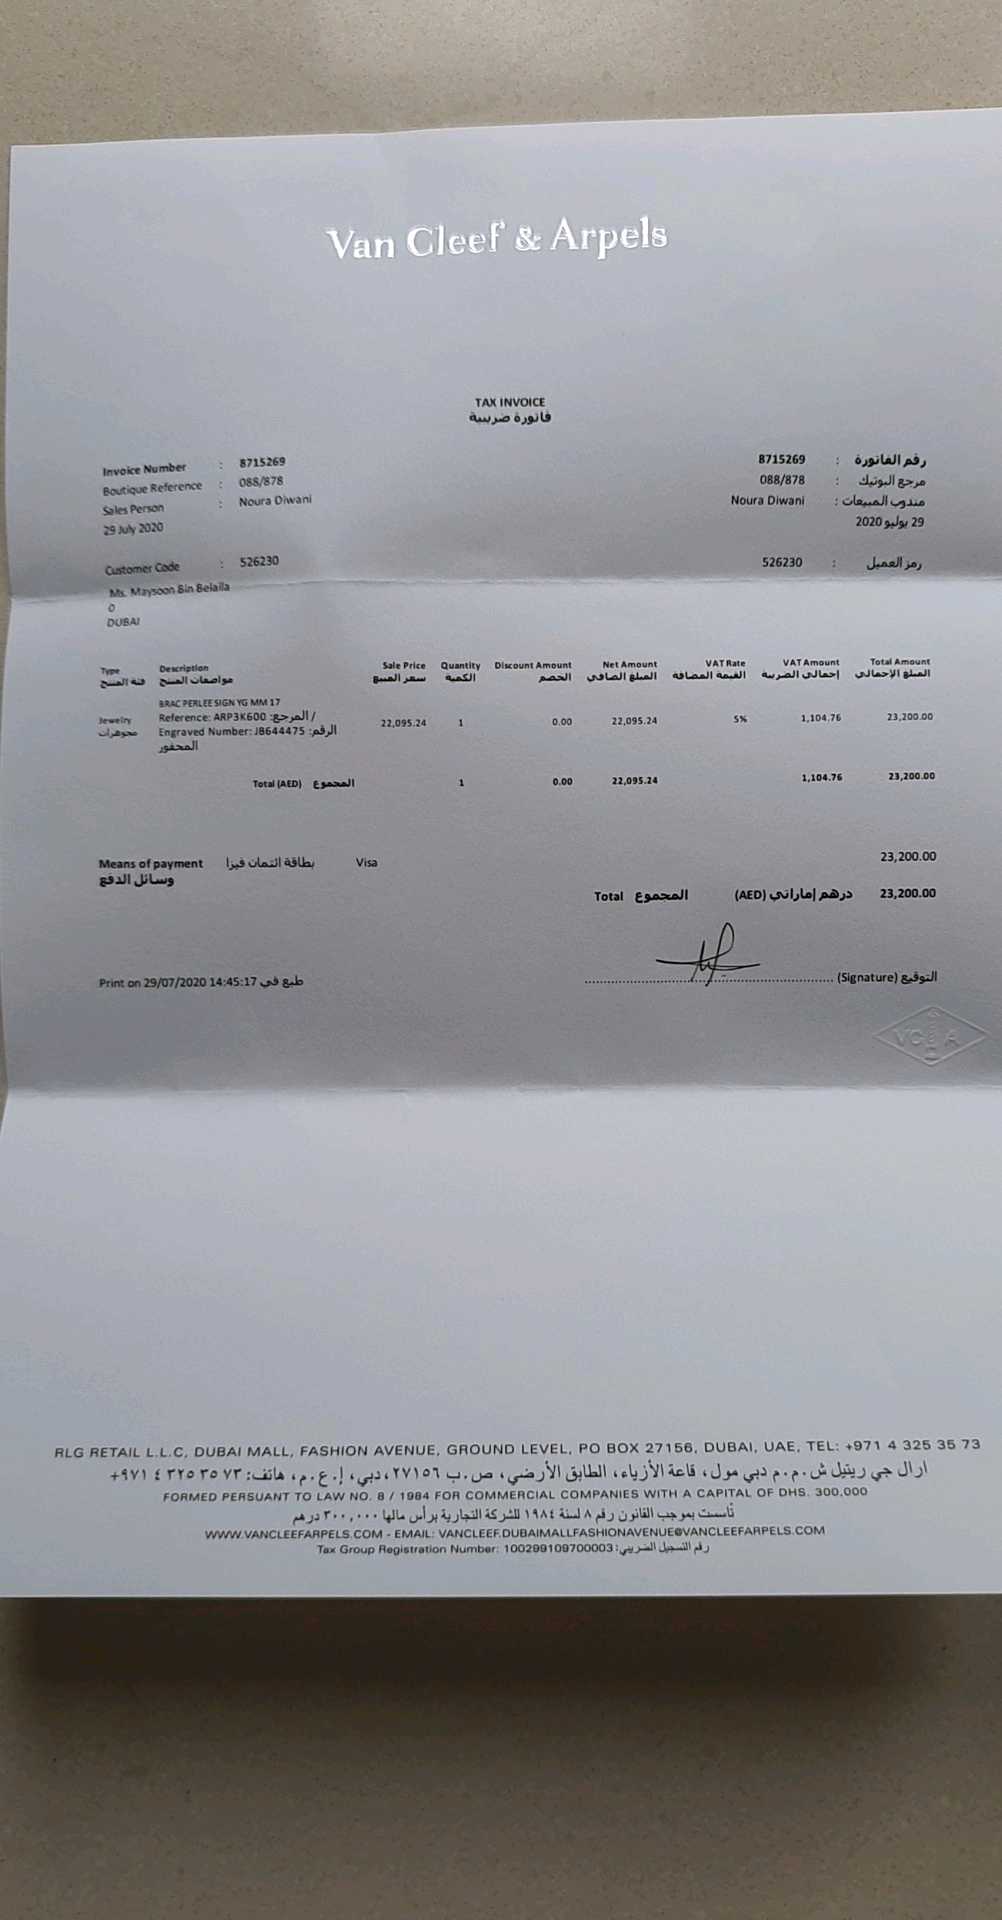 Van Cleef & Arpels
TAX INVOICE
فاتورة ضريبية
Invoice Number : 8715269 8715269 : رقم الفاتورة
Boutique Reference : 088/878 088/878 : مرجع البوتيك
Sales Person : Noura Diwani Noura Diwani : مندوب المبيعات
29 July 2020 29 يوليو 2020
Customer Code : 526230 526230 : رمز العميل
Ms. Maysoon Bin Belaila
0
DUBAI
Type Description Sale Price Quantity Discount Amount Net Amount VAT Rate VAT Amount Total Amount
فئة المنتج مواصفات المنتج سعر المبيع الكمية الخصم المبلغ الصافي القيمة المضافة إجمالي الضريبة المبلغ الإجمالي
BRAC PERLEE SIGN YG MM 17
Jewelry Reference: ARP3K600 :المرجع / 22,095.24 1 0.00 22,095.24 5% 1,104.76 23,200.00
مجوهرات Engraved Number: JB644475 :الرقم
المحفور
Total (AED) المجموع 1 0.00 22,095.24 1,104.76 23,200.00
Means of payment بطاقة ائتمان فيزا Visa 23,200.00
وسائل الدفع
Total المجموع (AED) درهم إماراتي 23,200.00
Print on 29/07/2020 14:45:17 طبع في (Signature) التوقيع
VC A
RLG RETAIL L.L.C, DUBAI MALL, FASHION AVENUE, GROUND LEVEL, PO BOX 27156, DUBAI, UAE, TEL: +971 4 325 35 73
ارال جي ريتيل ش.م.م دبي مول، قاعة الأزياء، الطابق الأرضي، ص.ب ٢٧١٥٦، دبي، إ.ع.م، هاتف: ٧٣ ٣٥ ٣٢٥ ٤ ٩٧١+
FORMED PERSUANT TO LAW NO. 8 / 1984 FOR COMMERCIAL COMPANIES WITH A CAPITAL OF DHS. 300,000
تأسست بموجب القانون رقم ٨ لسنة ١٩٨٤ للشركة التجارية برأس مالها ٣٠٠,٠٠٠ درهم
WWW.VANCLEEFARPELS.COM - EMAIL: VANCLEEF.DUBAIMALLFASHIONAVENUE@VANCLEEFARPELS.COM
Tax Group Registration Number: 100299109700003 :رقم التسجيل الضريبي